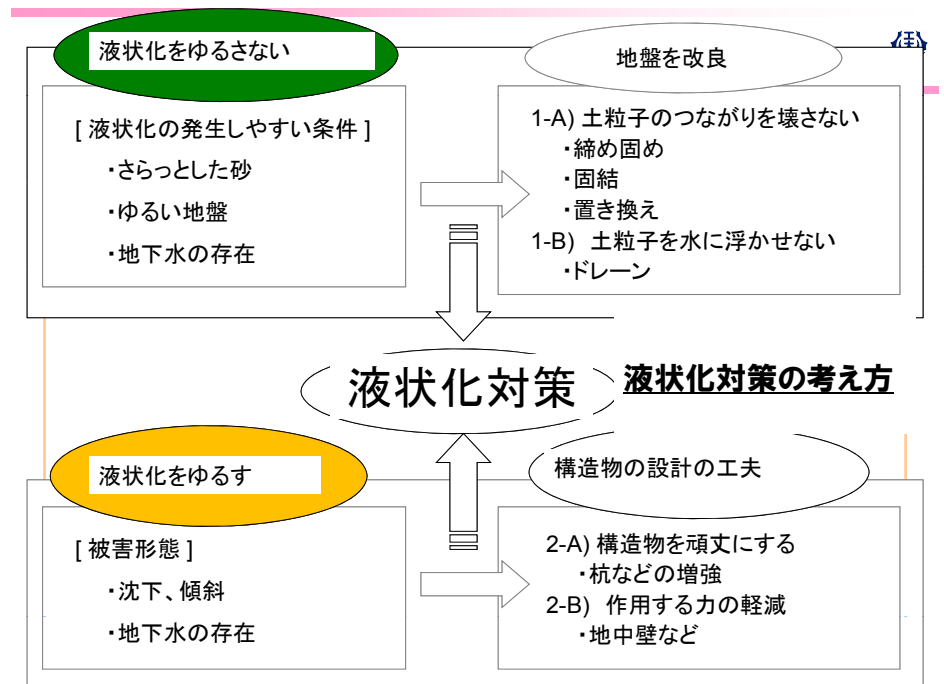 液状化をゆるさない
地盤を改良
[ 液状化の発生しやすい条件 ]
・さらっとした砂
・ゆるい地盤
・地下水の存在
1-A) 土粒子のつながりを壊さない
・締め固め
・固結
・置き換え
1-B) 土粒子を水に浮かせない
・ドレーン
液状化対策
液状化対策の考え方
液状化をゆるす
構造物の設計の工夫
[ 被害形態 ]
・沈下、傾斜
・地下水の存在
2-A) 構造物を頑丈にする
・杭などの増強
2-B) 作用する力の軽減
・地中壁など